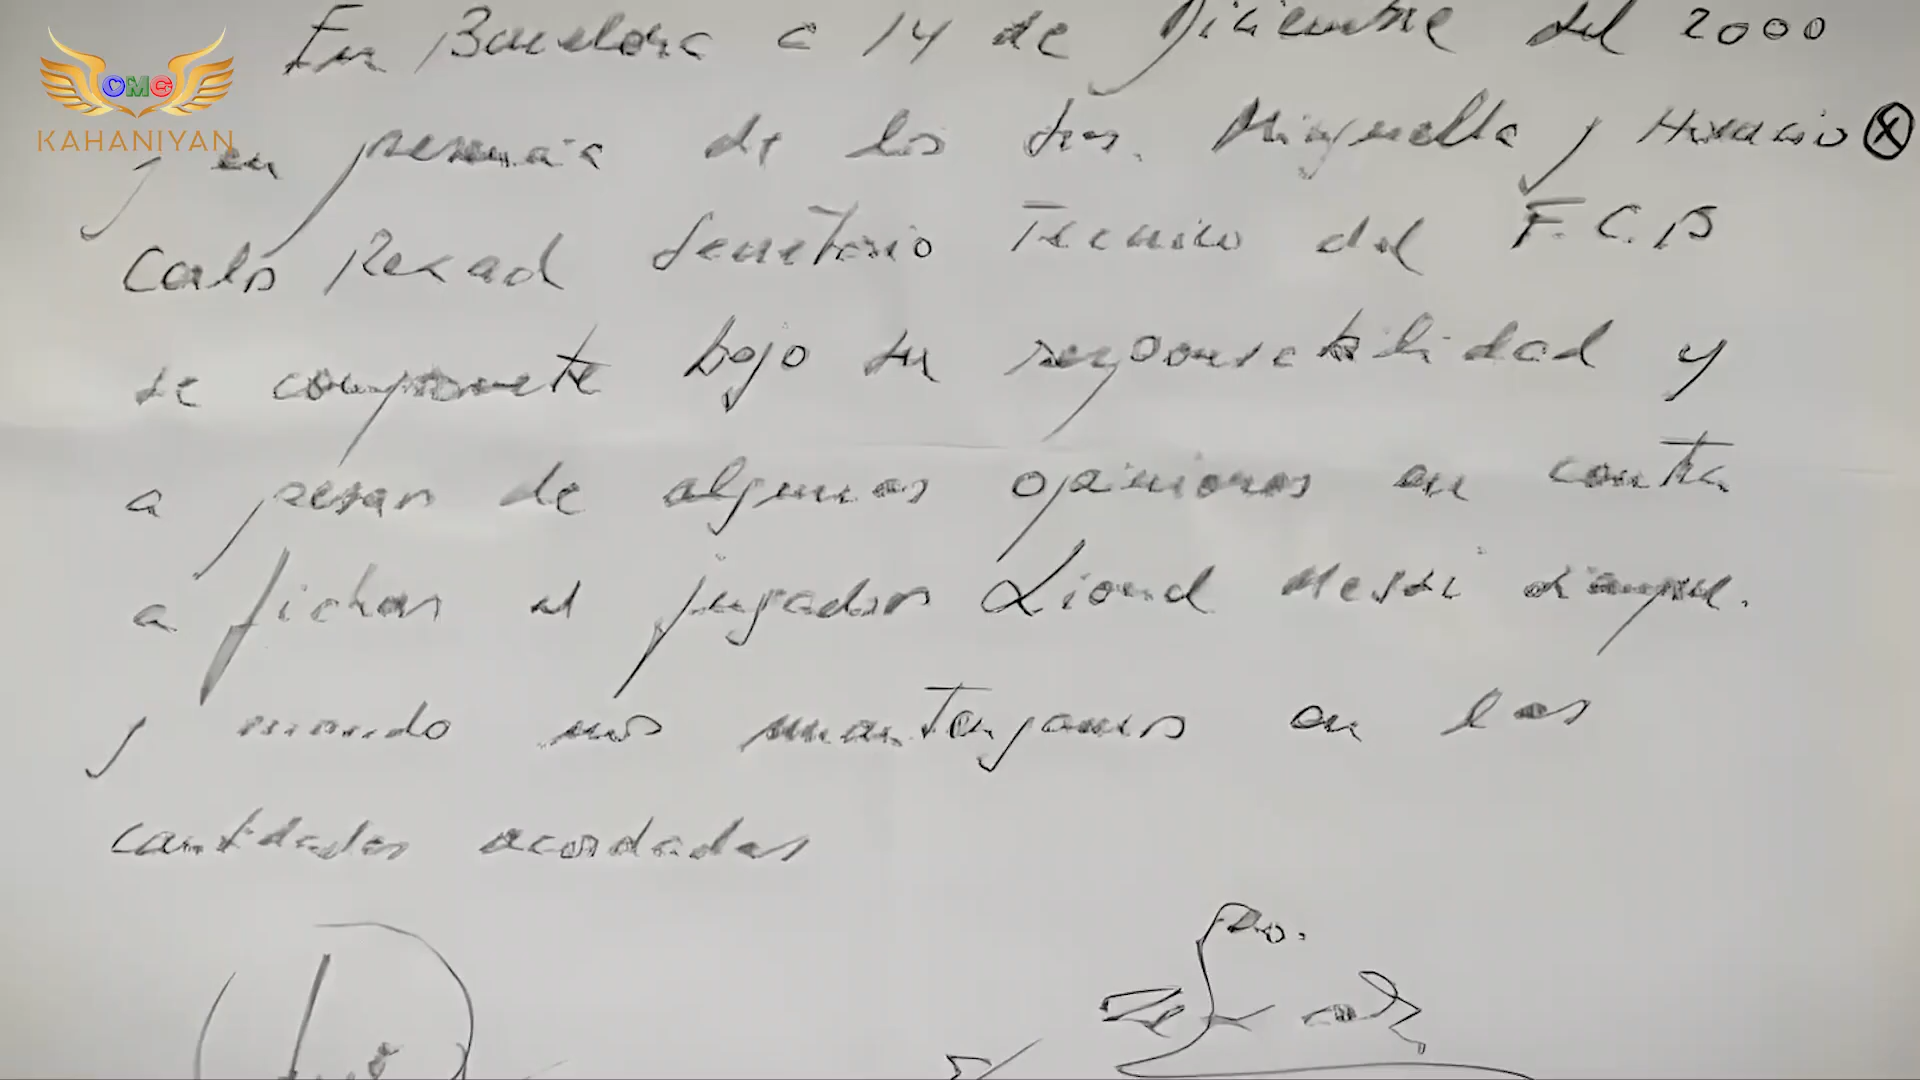 En Barcelona a 14 de Diciembre del 2000
OMG
KAHANIYAN
y en presencia de los Sres. Minguella y Horacio
Carls Rexach Secretario Tecnico del F.C.B
se compromete bajo su responsabilidad y
a pesar de algunas opiniones en contra
a fichar al jugador Lionel Messi siempre.
y cuando nos mantengamos en las
cantidades acordadas